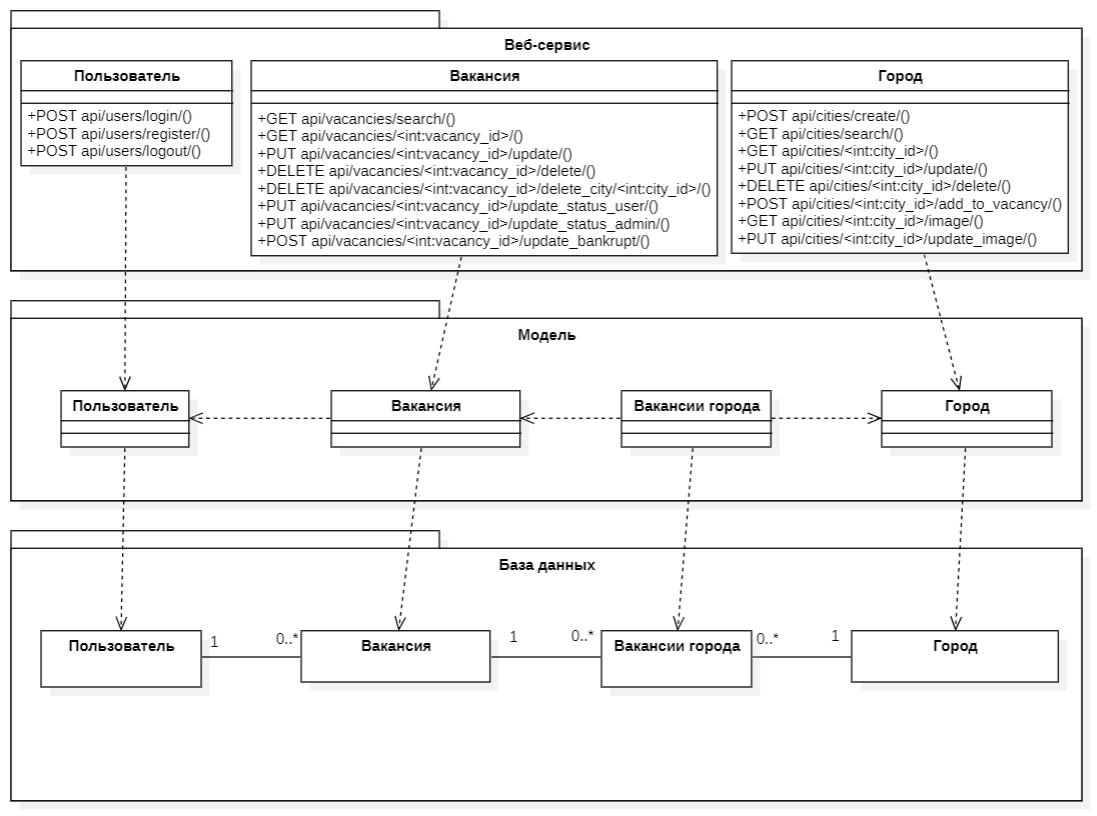 Веб-сервис
Пользователь
+POST api/users/login/()
+POST api/users/register/()
+POST api/users/logout/()
Вакансия
+GET api/vacancies/search/()
+GET api/vacancies/<int:vacancy_id>/()
+PUT api/vacancies/<int:vacancy_id>/update/()
+DELETE api/vacancies/<int:vacancy_id>/delete/()
+DELETE api/vacancies/<int:vacancy_id>/delete_city/<int:city_id>/()
+PUT api/vacancies/<int:vacancy_id>/update_status_user/()
+PUT api/vacancies/<int:vacancy_id>/update_status_admin/()
+POST api/vacancies/<int:vacancy_id>/update_bankrupt/()
Город
+POST api/cities/create/()
+GET api/cities/search/()
+GET api/cities/<int:city_id>/()
+PUT api/cities/<int:city_id>/update/()
+DELETE api/cities/<int:city_id>/delete/()
+POST api/cities/<int:city_id>/add_to_vacancy/()
+GET api/cities/<int:city_id>/image/()
+PUT api/cities/<int:city_id>/update_image/()
Модель
Пользователь
Вакансия
Вакансии города
Город
База данных
Пользователь
1
0..*
Вакансия
1
0..*
Вакансии города
0..*
1
Город